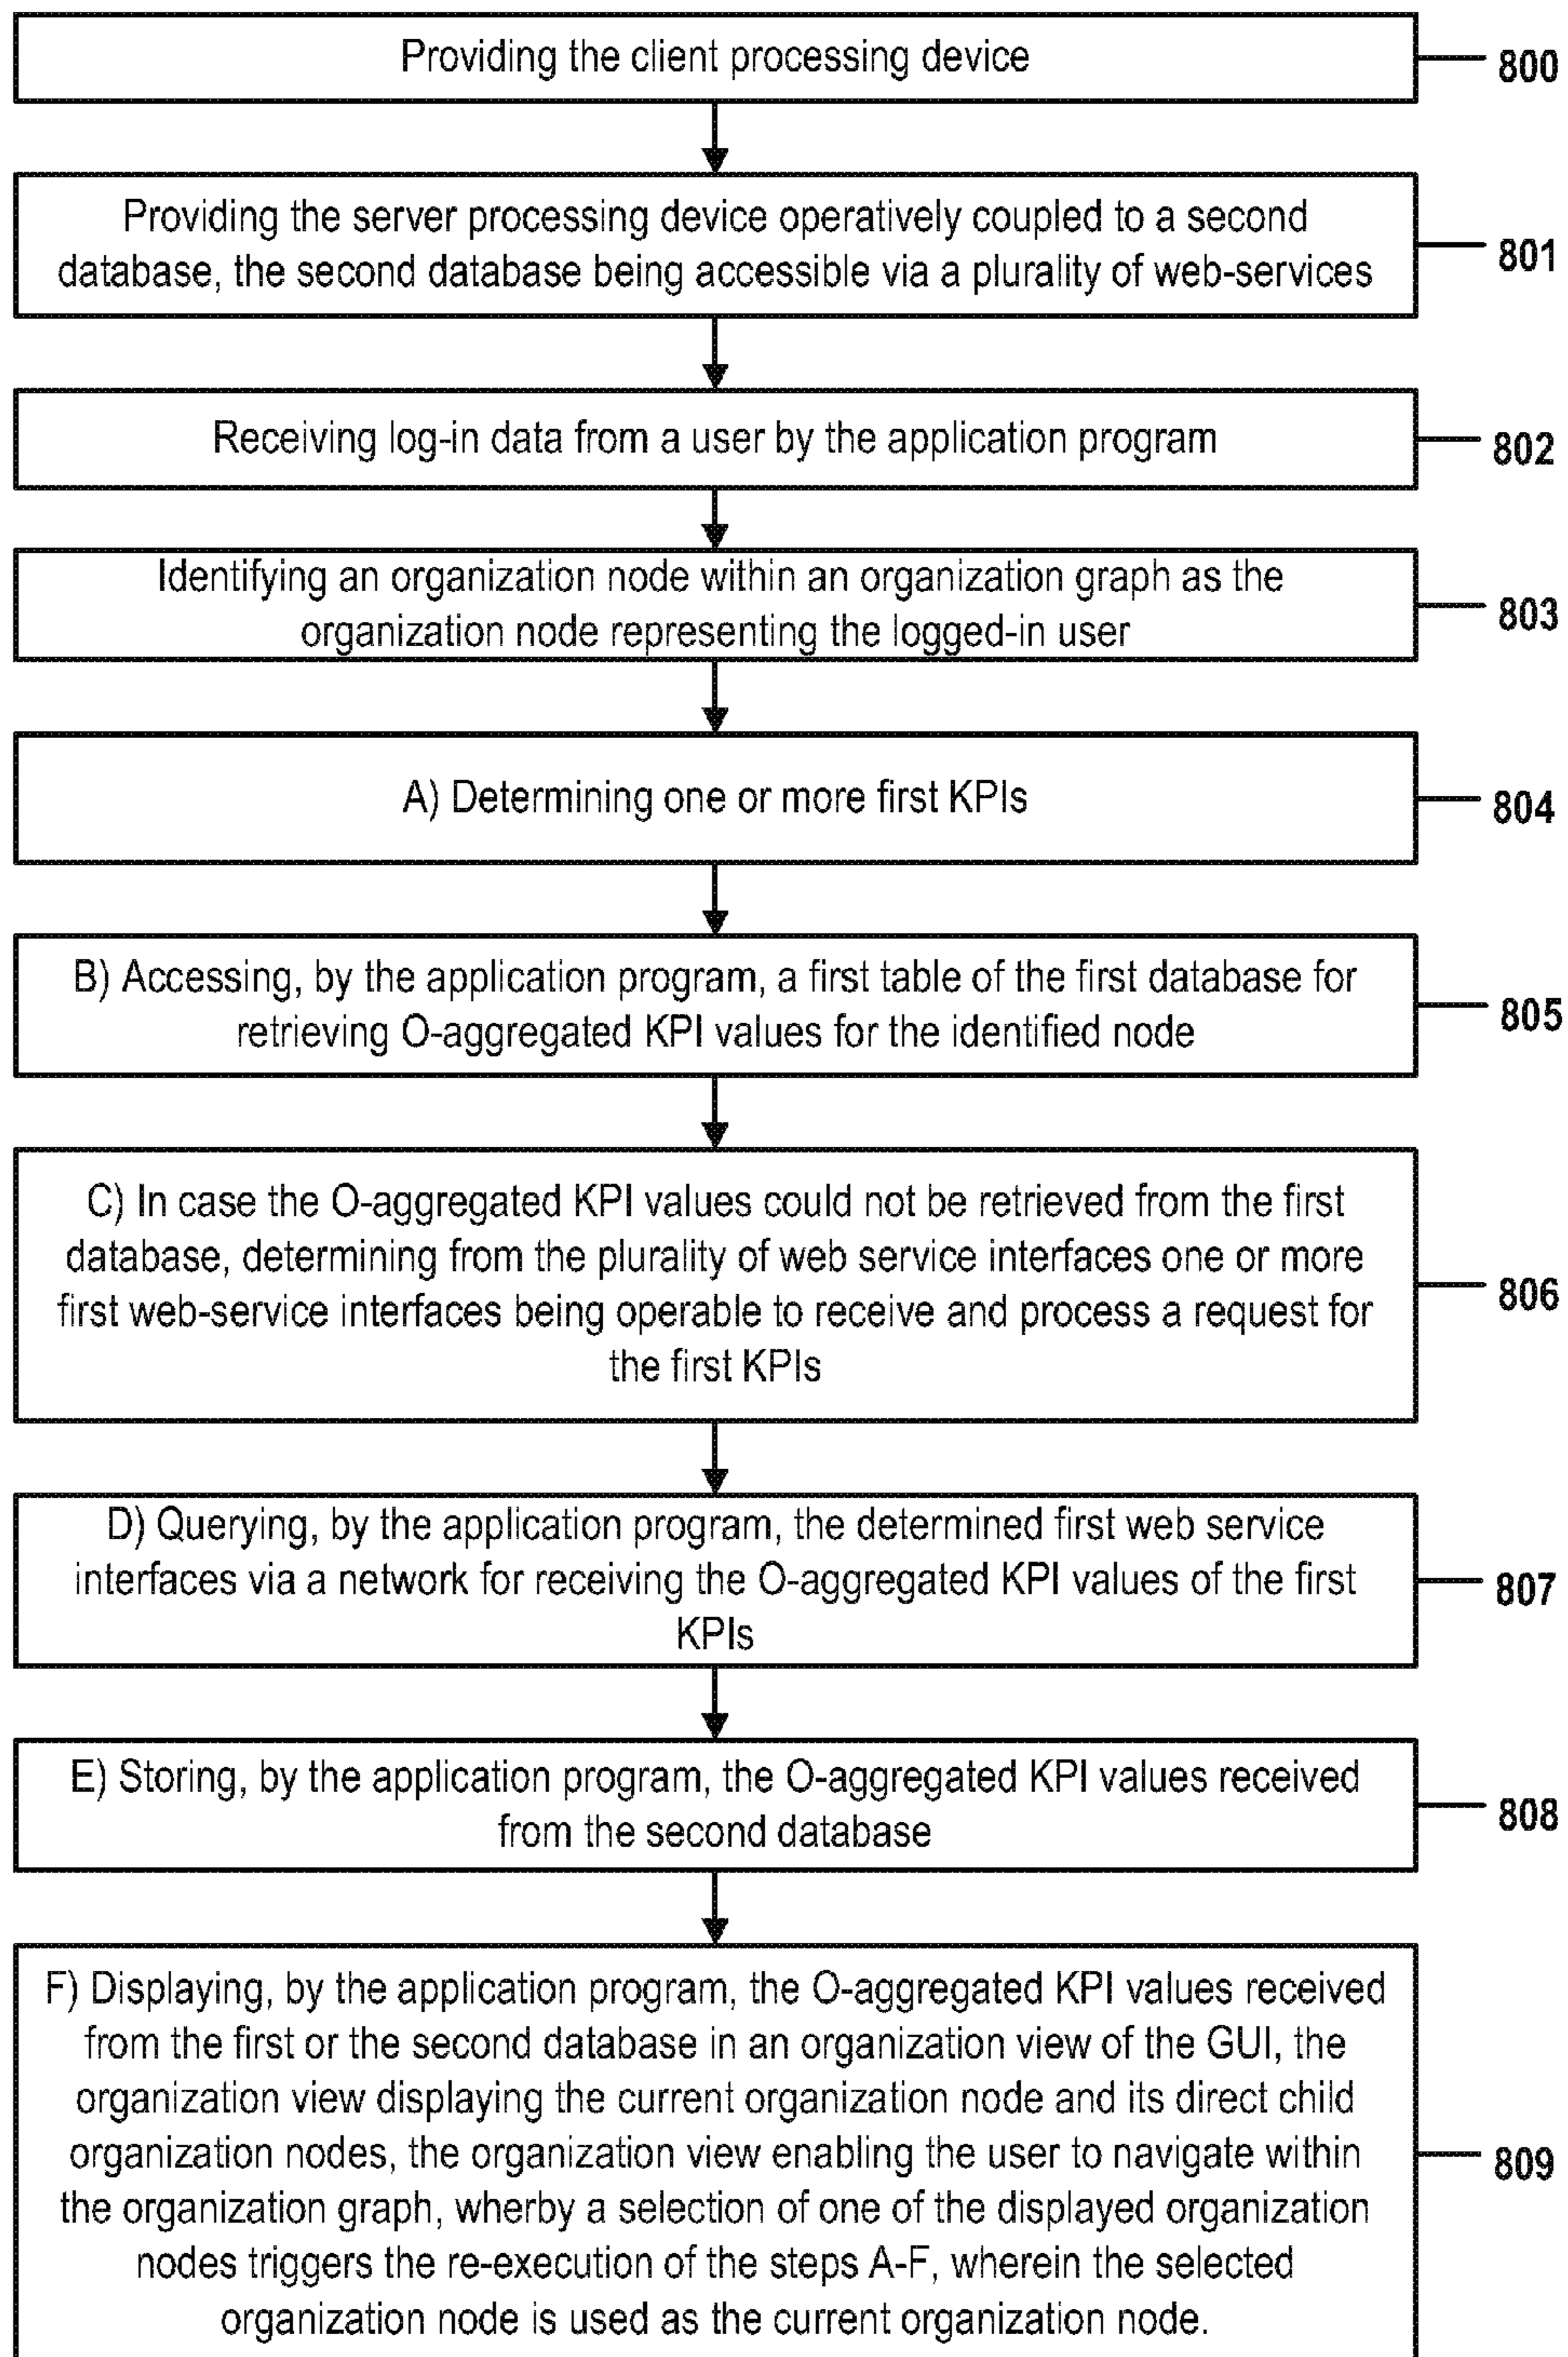 Providing the client processing device
800
Providing the server processing device operatively coupled to a second
database, the second database being accessible via a plurality of web-services
801
Receiving log-in data from a user by the application program
802
Identifying an organization node within an organization graph as the
organization node representing the logged-in user
803
A) Determining one or more first KPIs
804
B) Accessing, by the application program, a first table of the first database for
retrieving O-aggregated KPI values for the identified node
805
C) In case the O-aggregated KPI values could not be retrieved from the first
database, determining from the plurality of web service interfaces one or more
first web-service interfaces being operable to receive and process a request for
the first KPIs
806
D) Querying, by the application program, the determined first web service
interfaces via a network for receiving the O-aggregated KPI values of the first
KPIs
807
E) Storing, by the application program, the O-aggregated KPI values received
from the second database
808
F) Displaying, by the application program, the O-aggregated KPI values received
from the first or the second database in an organization view of the GUI, the
organization view displaying the current organization node and its direct child
organization nodes, the organization view enabling the user to navigate within
the organization graph, wherby a selection of one of the displayed organization
nodes triggers the re-execution of the steps A-F, wherein the selected
organization node is used as the current organization node.
809